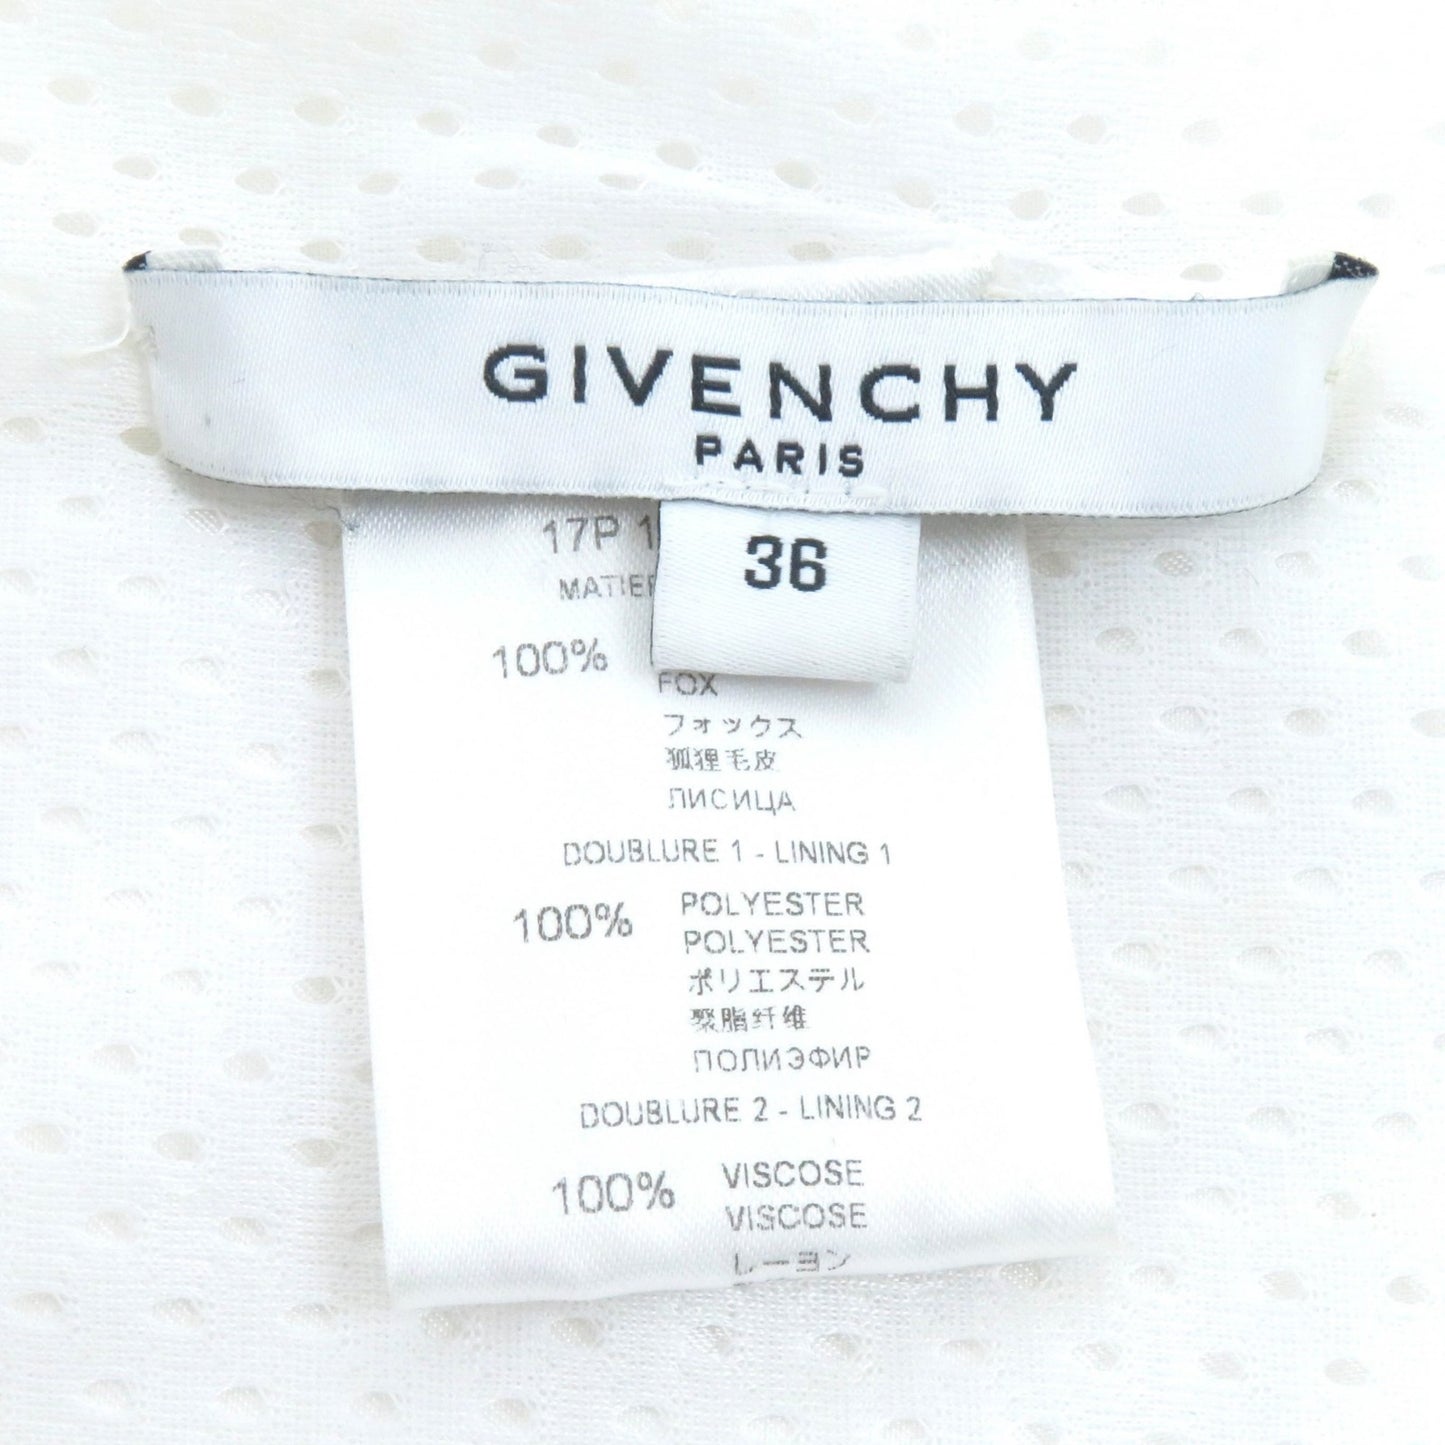 GIVENCHY
PARIS
36
17P
100%
FOX
フォックス
狐狸毛皮
ЛИСИЦА
DOUBLURE 1 - LINING 1
100% POLYESTER
POLYESTER
ポリエステル
聚脂纤维
ПОЛИЭФИР
DOUBLURE 2 - LINING 2
100% VISCOSE
VISCOSE
レーヨン